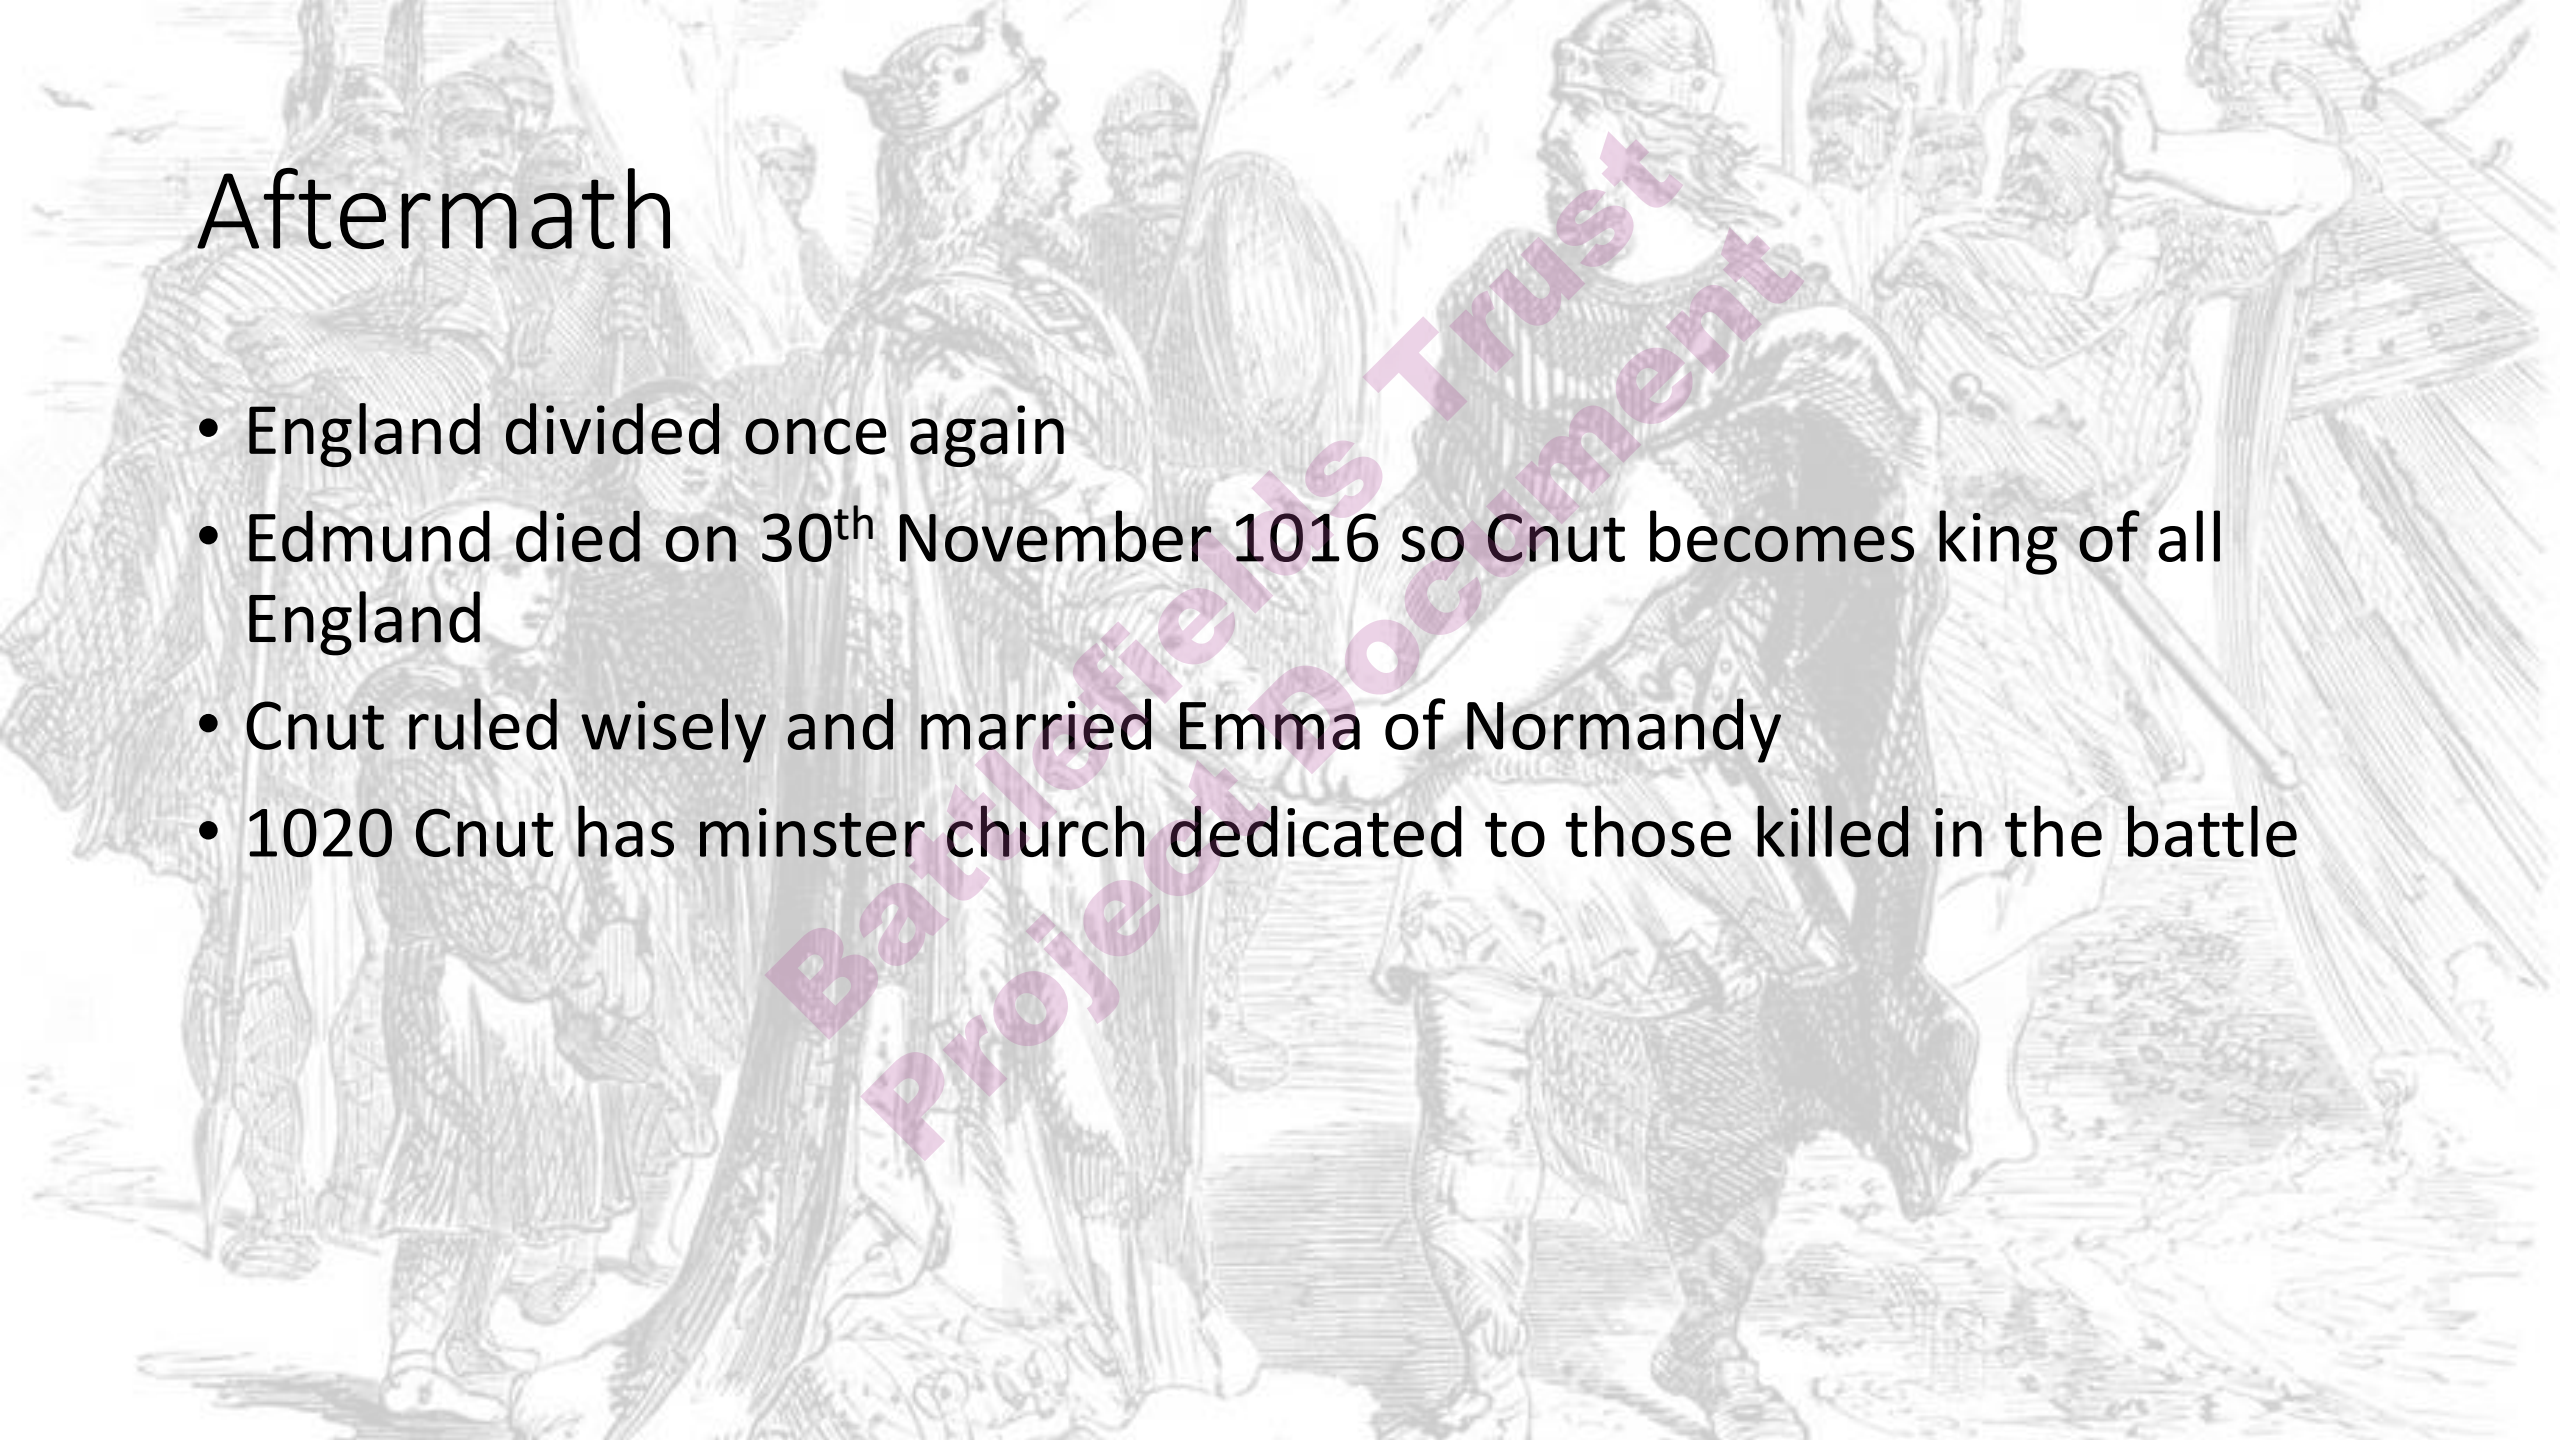 Aftermath
• England divided once again
• Edmund died on 30th November 1016 so Cnut becomes king of all
England
• Cnut ruled wisely and married Emma of Normandy
• 1020 Cnut has minster church dedicated to those killed in the battle
Battlefields Trust
Project Document